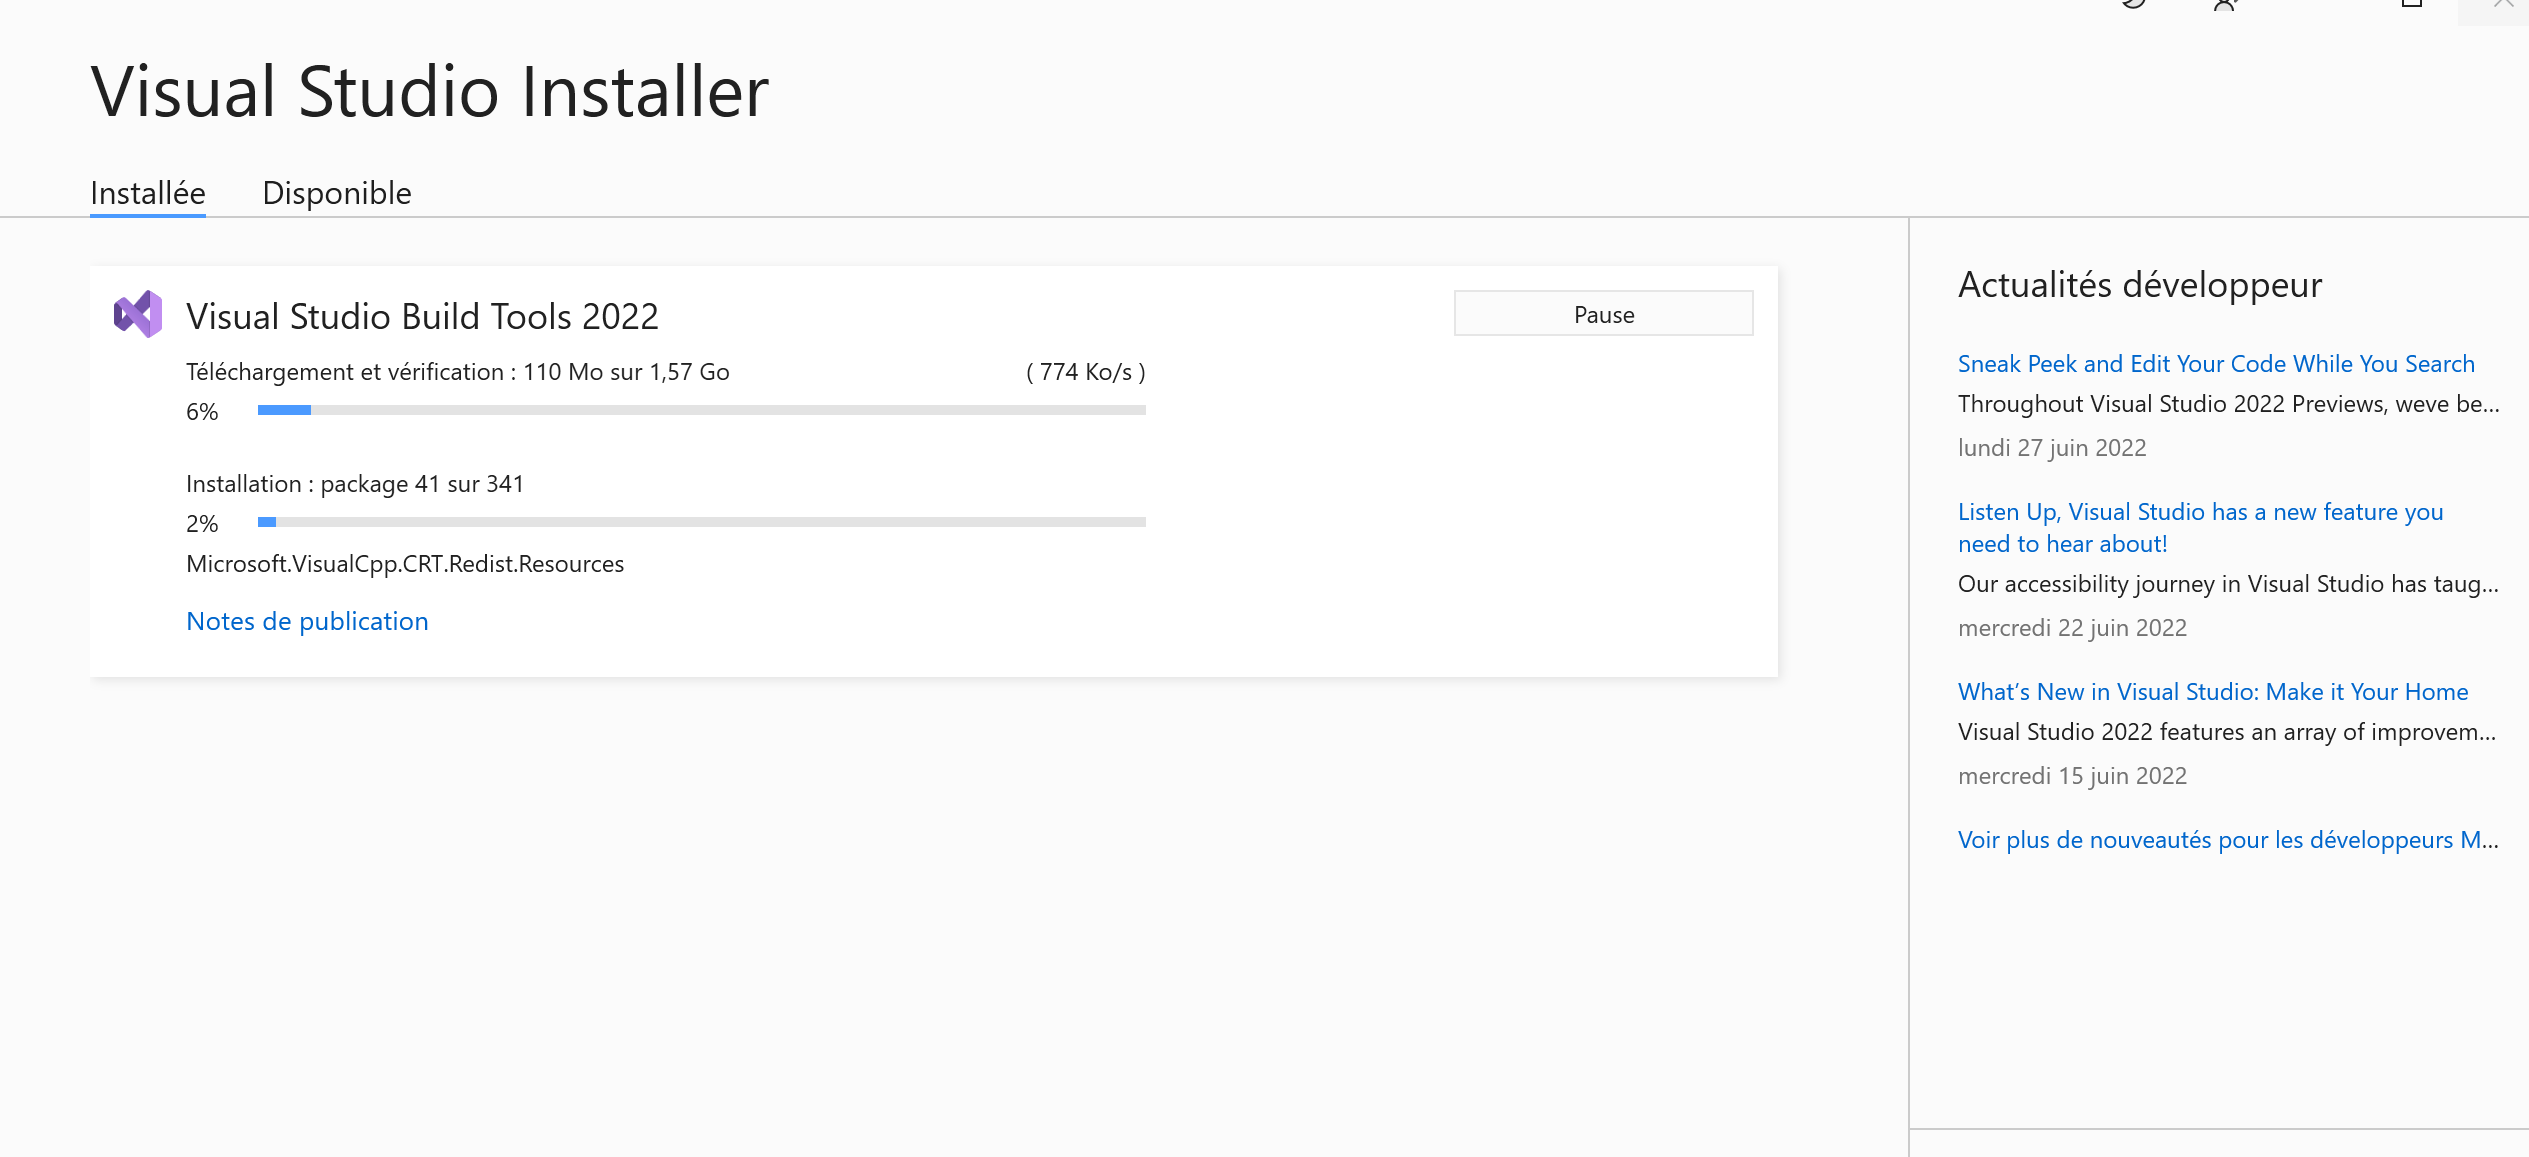 Visual Studio Installer
Installée
Disponible
Visual Studio Build Tools 2022
Pause
Téléchargement et vérification : 110 Mo sur 1,57 Go
( 774 Ko/s )
6%
Installation : package 41 sur 341
2%
Microsoft.VisualCpp.CRT.Redist.Resources
Notes de publication
Actualités développeur
Sneak Peek and Edit Your Code While You Search
Throughout Visual Studio 2022 Previews, weve be...
lundi 27 juin 2022
Listen Up, Visual Studio has a new feature you
need to hear about!
Our accessibility journey in Visual Studio has taug...
mercredi 22 juin 2022
What’s New in Visual Studio: Make it Your Home
Visual Studio 2022 features an array of improvem...
mercredi 15 juin 2022
Voir plus de nouveautés pour les développeurs M...